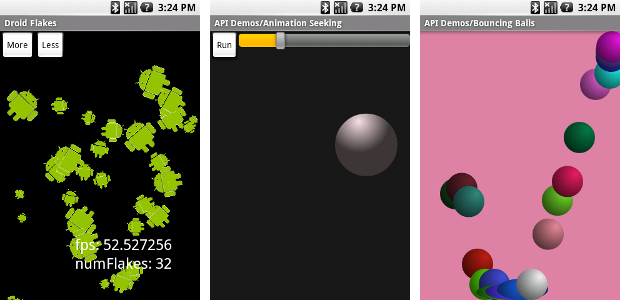 3:24 PM
Droid Flakes
More Less
fps: 52.527256
numFlakes: 32
3:24 PM
API Demos/Animation Seeking
Run
3:24 PM
API Demos/Bouncing Balls